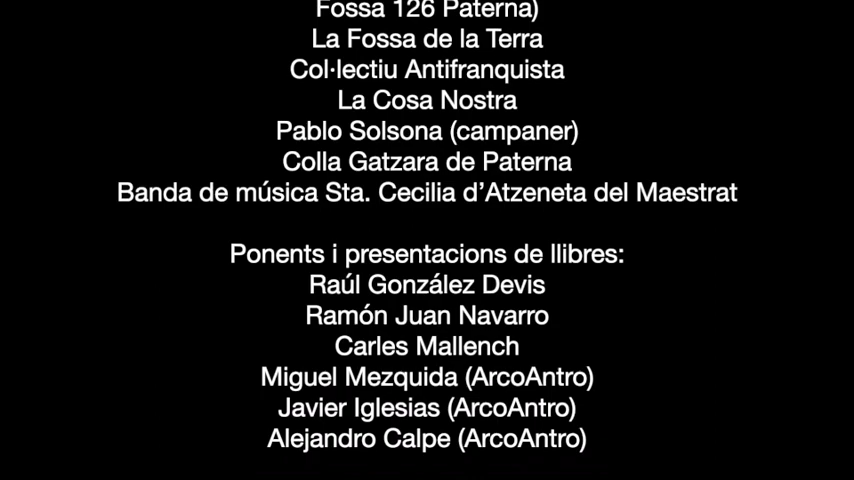 Fossa 126 Paterna)
La Fossa de la Terra
Col·lectiu Antifranquista
La Cosa Nostra
Pablo Solsona (campaner)
Colla Gatzara de Paterna
Banda de música Sta. Cecilia d’Atzeneta del Maestrat
Ponents i presentacions de llibres:
Raúl González Devis
Ramón Juan Navarro
Carles Mallench
Miguel Mezquida (ArcoAntro)
Javier Iglesias (ArcoAntro)
Alejandro Calpe (ArcoAntro)